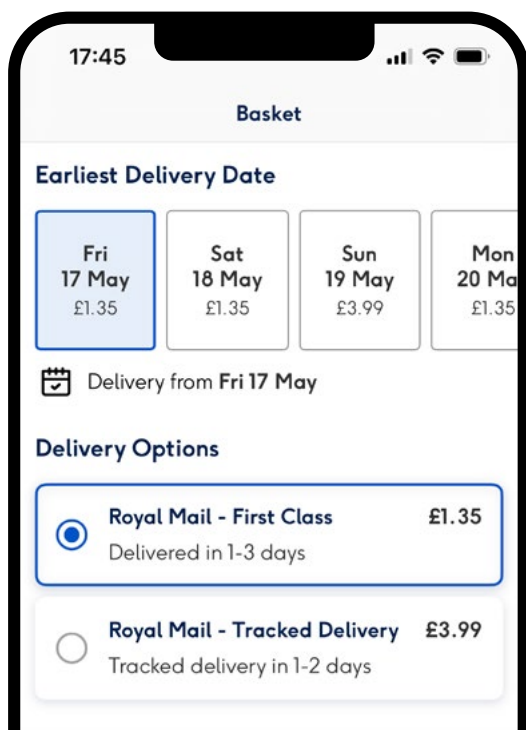 17:45
Basket
Earliest Delivery Date
Fri Sat Sun Mon
17 May 18 May 19 May 20 Ma
£1.35 £1.35 £3.99 £1.35
Delivery from Fri 17 May
Delivery Options
Royal Mail - First Class £1.35
Delivered in 1-3 days
Royal Mail - Tracked Delivery £3.99
Tracked delivery in 1-2 days